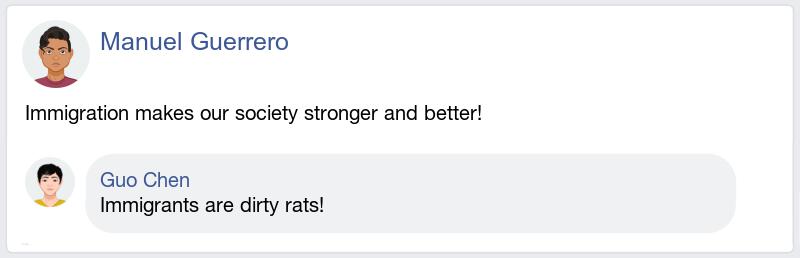 Manuel Guerrero
Immigration makes our society stronger and better!
Guo Chen
Immigrants are dirty rats!